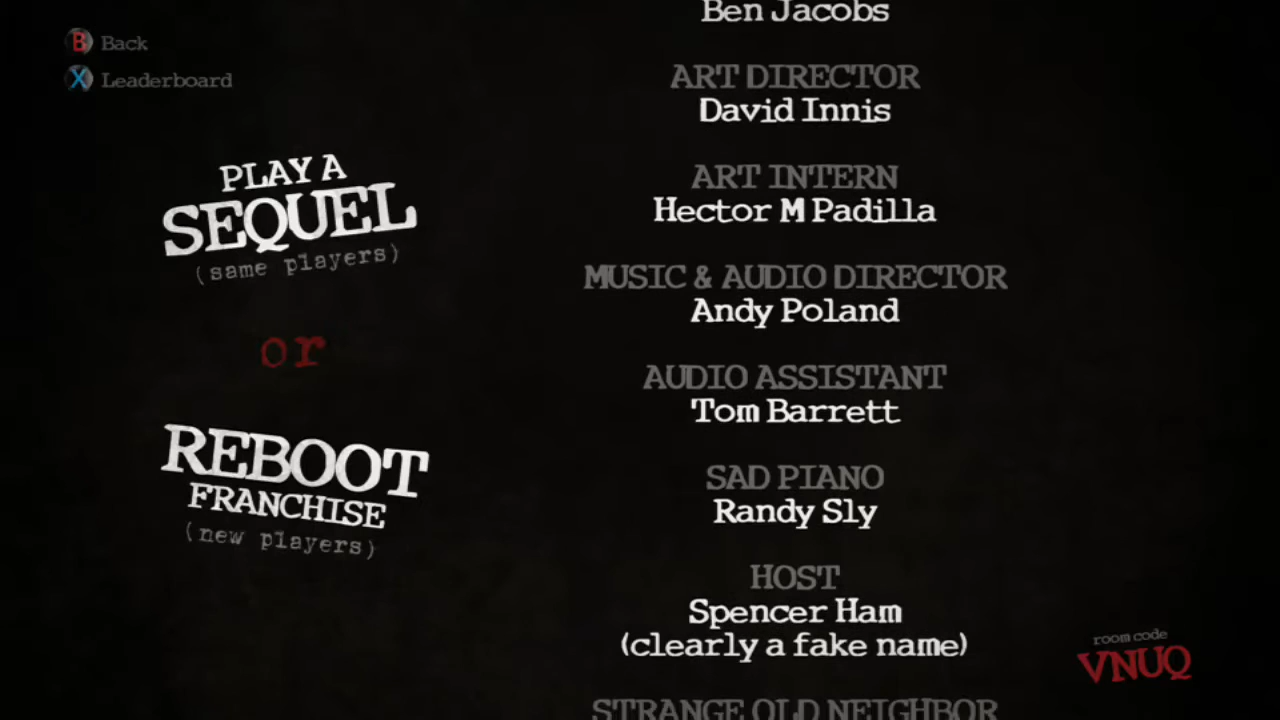 B Back
X Leaderboard
PLAY A
SEQUEL
(same players)
or
REBOOT
FRANCHISE
(new players)
Ben Jacobs
ART DIRECTOR
David Innis
ART INTERN
Hector M Padilla
MUSIC & AUDIO DIRECTOR
Andy Poland
AUDIO ASSISTANT
Tom Barrett
SAD PIANO
Randy Sly
HOST
Spencer Ham
(clearly a fake name)
STRANGE OLD NEIGHBOR
room code
VNUQ